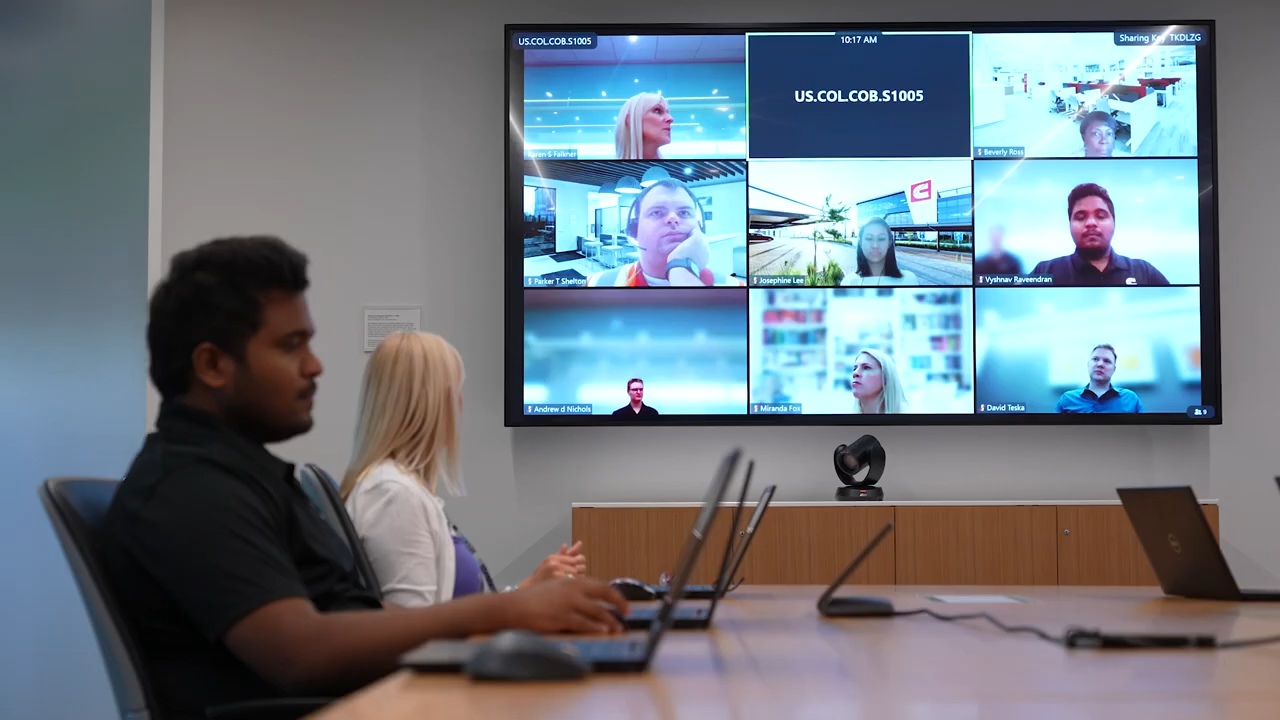 US.COL.COB.S1005
10:17 AM
Sharing Key TKDLZG
US.COL.COB.S1005
Karen S Falkner
Beverly Ross
Parker T Shelton
Josephine Lee
Vyshnav Raveendran
Andrew d Nichols
Miranda Fox
David Teska
9